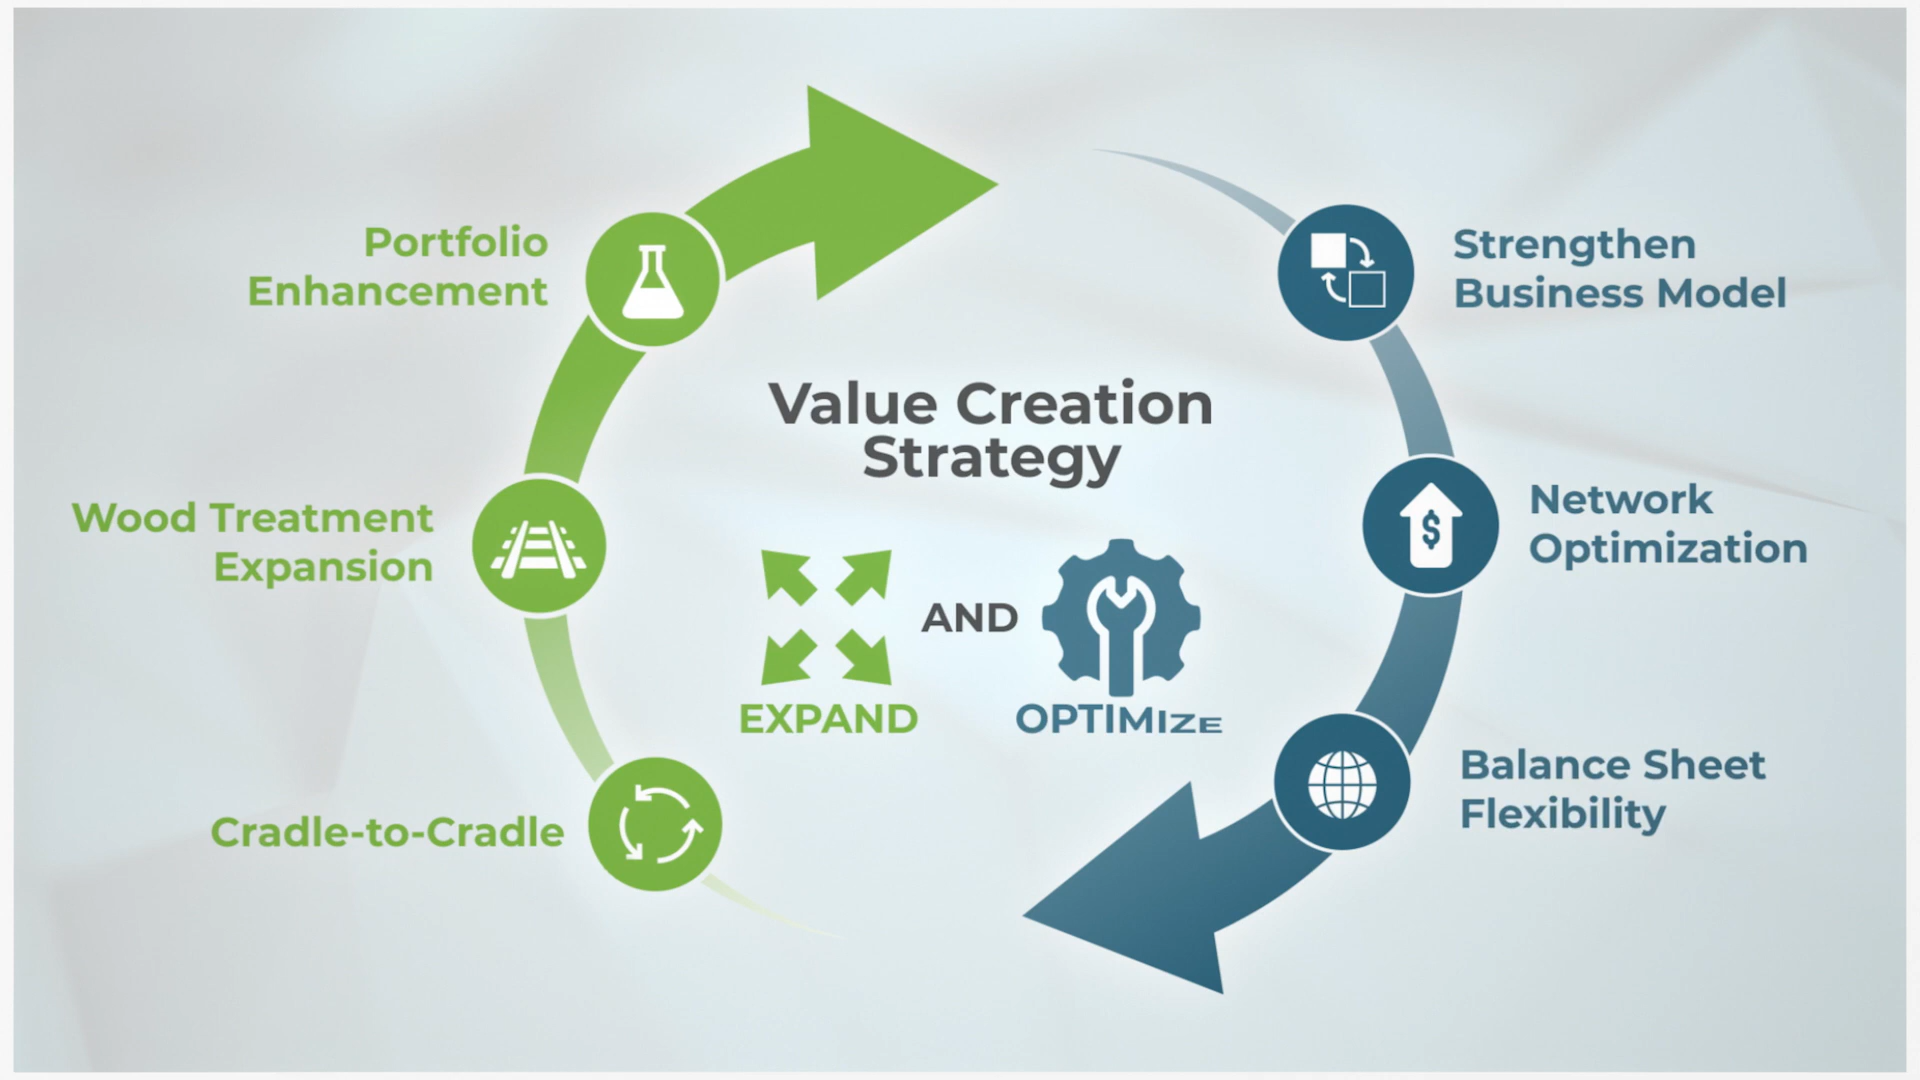 Portfolio
Enhancement
Wood Treatment
Expansion
Cradle-to-Cradle
Value Creation
Strategy
EXPAND
AND
OPTIMIZE
Strengthen
Business Model
Network
Optimization
$
Balance Sheet
Flexibility